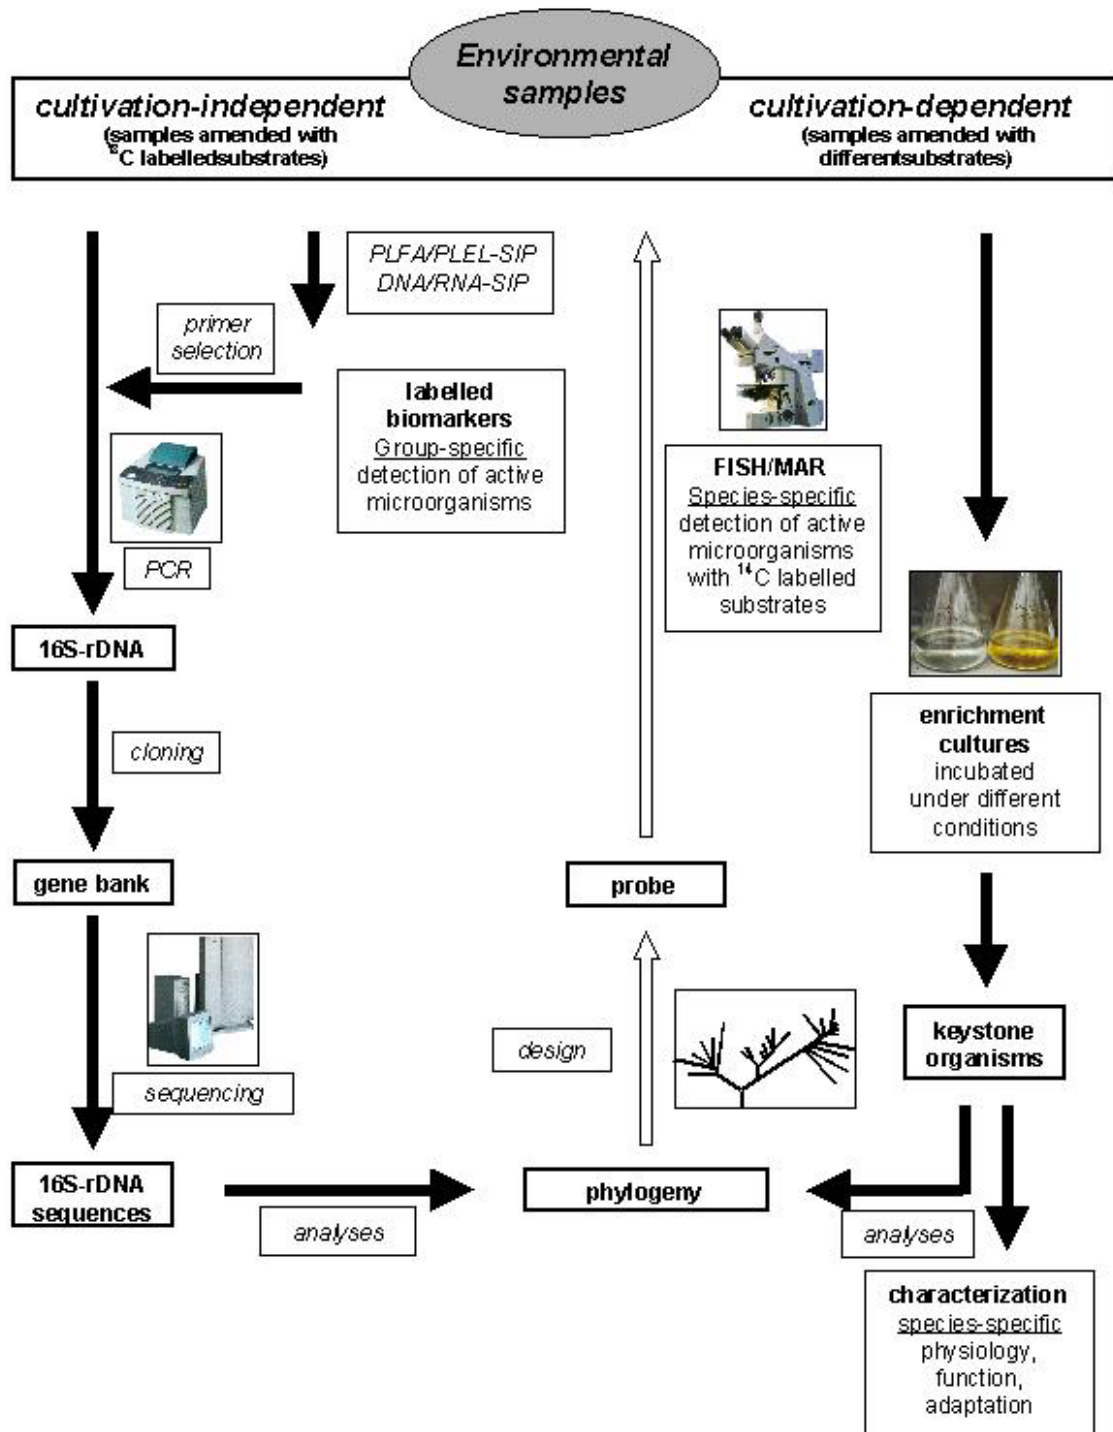 Environmental
samples
cultivation-independent
(samples amended with
¹³C labelledsubstrates)
cultivation-dependent
(samples amended with
differentsubstrates)
PLFA/PLEL-SIP
DNA/RNA-SIP
primer
selection
labelled
biomarkers
Group-specific
detection of active
microorganisms
PCR
16S-rDNA
cloning
gene bank
sequencing
16S-rDNA
sequences
analyses
phylogeny
design
probe
FISH/MAR
Species-specific
detection of active
microorganisms
with ¹⁴C labelled
substrates
enrichment
cultures
incubated
under different
conditions
keystone
organisms
analyses
characterization
species-specific
physiology,
function,
adaptation